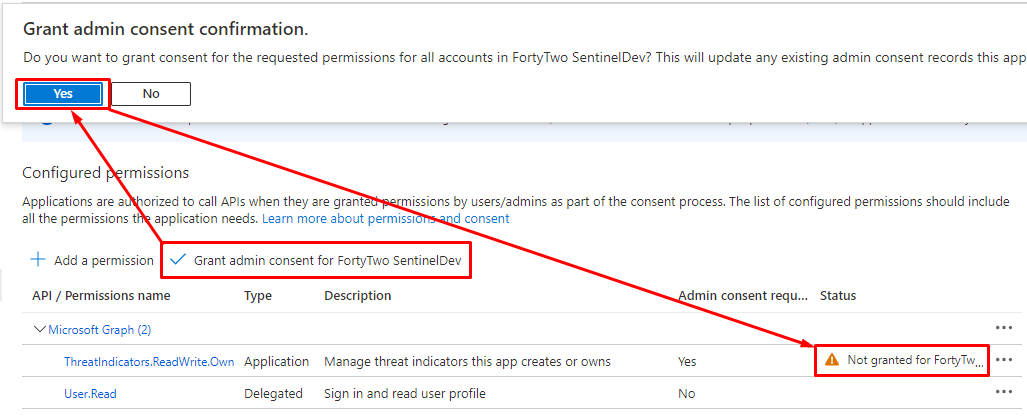 Grant admin consent confirmation.
Do you want to grant consent for the requested permissions for all accounts in FortyTwo SentinelDev? This will update any existing admin consent records this app
Yes No
Configured permissions
Applications are authorized to call APIs when they are granted permissions by users/admins as part of the consent process. The list of configured permissions should include
all the permissions the application needs. Learn more about permissions and consent
Add a permission Grant admin consent for FortyTwo SentinelDev
API / Permissions name Type Description Admin consent requ... Status
Microsoft Graph (2)
ThreatIndicators.ReadWrite.Own Application Manage threat indicators this app creates or owns Yes Not granted for FortyTw...
User.Read Delegated Sign in and read user profile No